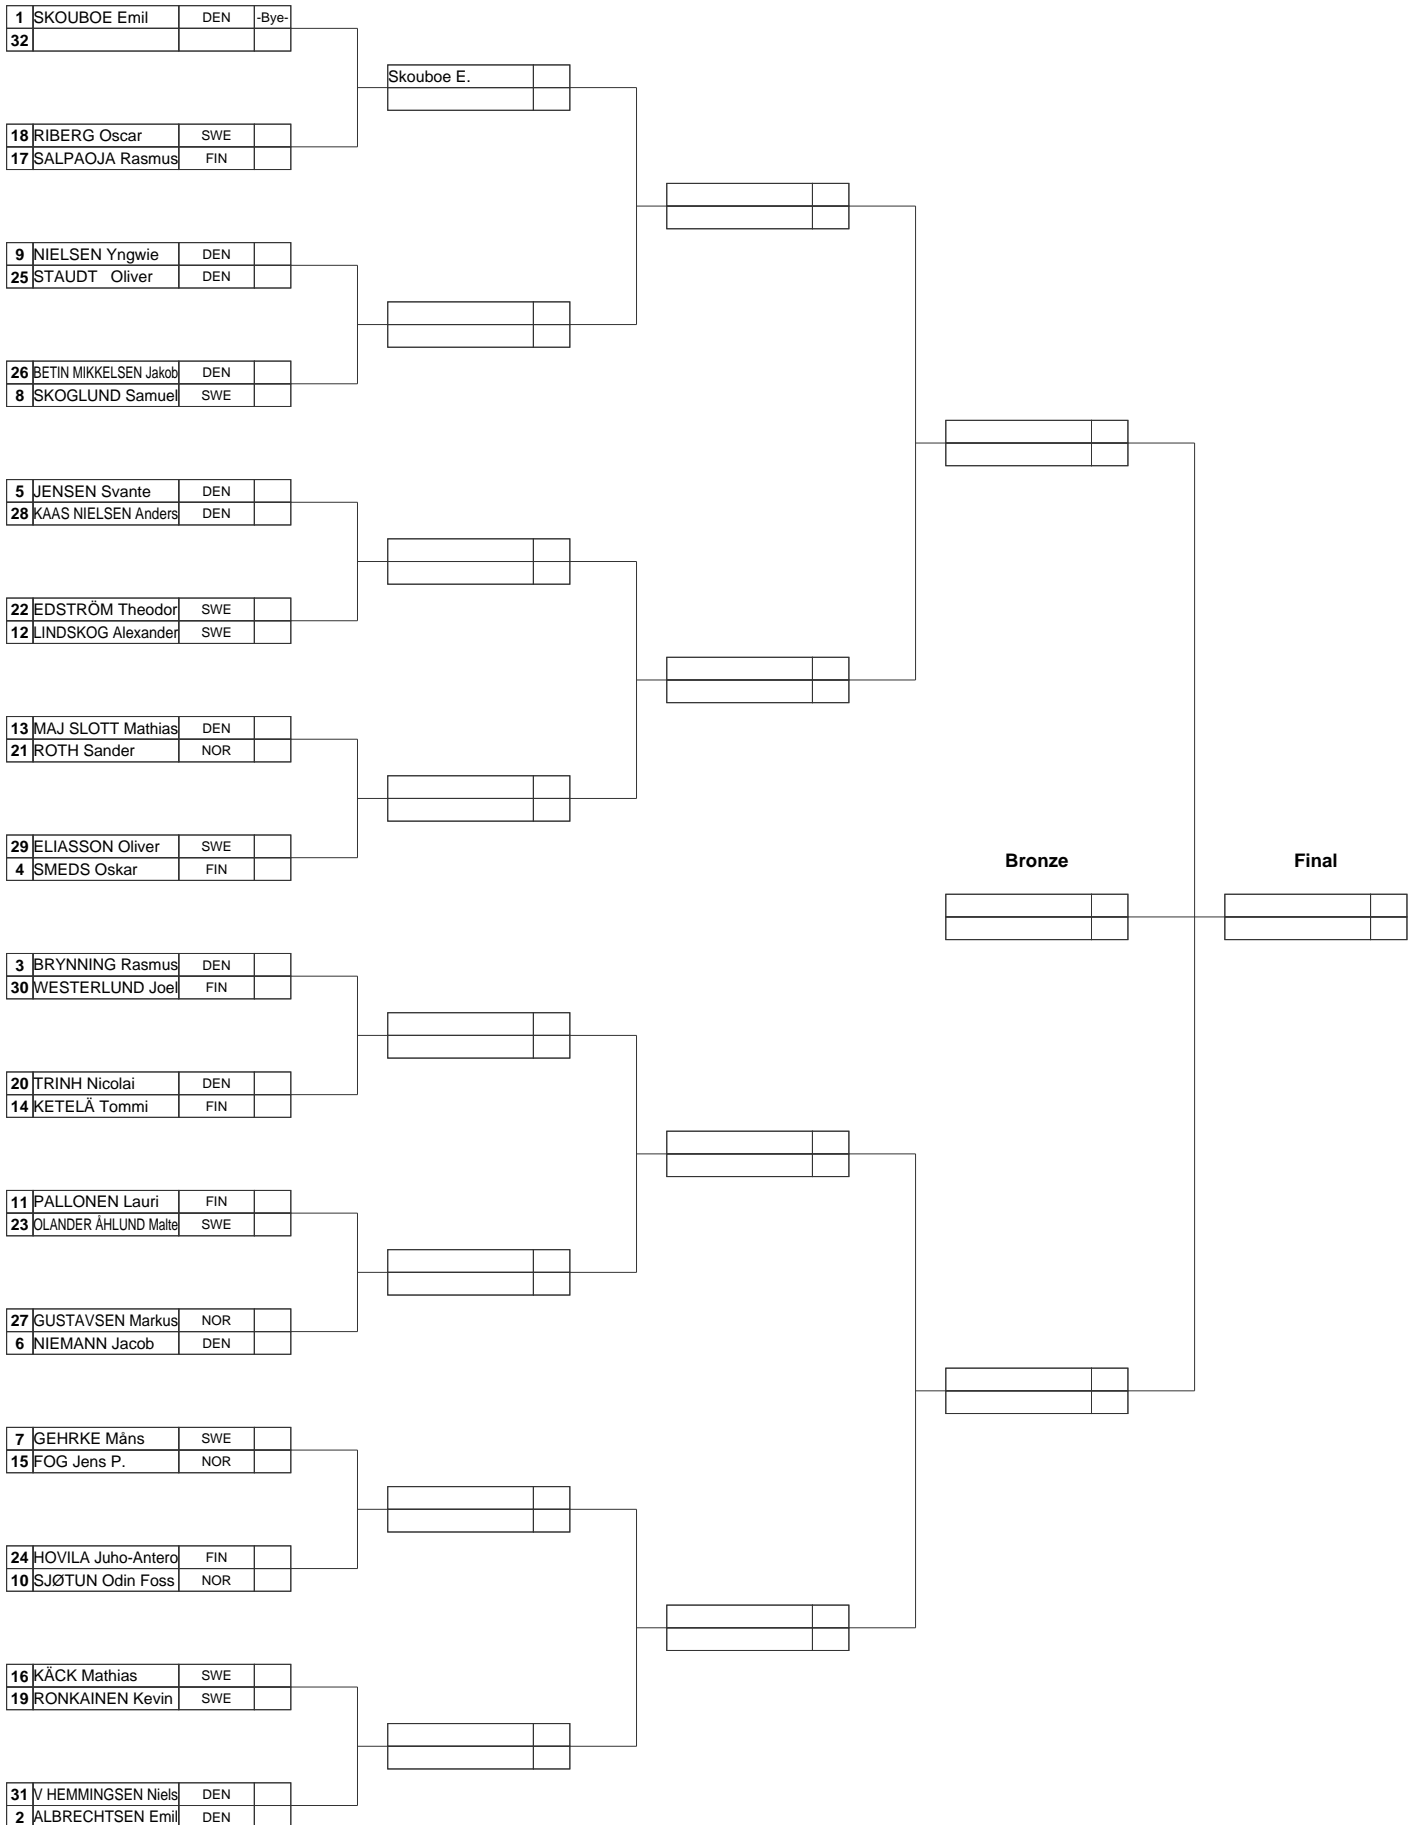 1 SKOUBOE Emil DEN -Bye-
32
Skouboe E.
18 RIBERG Oscar SWE
17 SALPAOJA Rasmus FIN
9 NIELSEN Yngwie DEN
25 STAUDT Oliver DEN
26 BETIN MIKKELSEN Jakob DEN
8 SKOGLUND Samuel SWE
5 JENSEN Svante DEN
28 KAAS NIELSEN Anders DEN
22 EDSTRÖM Theodor SWE
12 LINDSKOG Alexander SWE
13 MAJ SLOTT Mathias DEN
21 ROTH Sander NOR
29 ELIASSON Oliver SWE
4 SMEDS Oskar FIN
Bronze Final
3 BRYNNING Rasmus DEN
30 WESTERLUND Joel FIN
20 TRINH Nicolai DEN
14 KETELÄ Tommi FIN
11 PALLONEN Lauri FIN
23 OLANDER ÅHLUND Malte SWE
27 GUSTAVSEN Markus NOR
6 NIEMANN Jacob DEN
7 GEHRKE Måns SWE
15 FOG Jens P. NOR
24 HOVILA Juho-Antero FIN
10 SJØTUN Odin Foss NOR
16 KÄCK Mathias SWE
19 RONKAINEN Kevin SWE
31 V HEMMINGSEN Niels DEN
2 ALBRECHTSEN Emil DEN